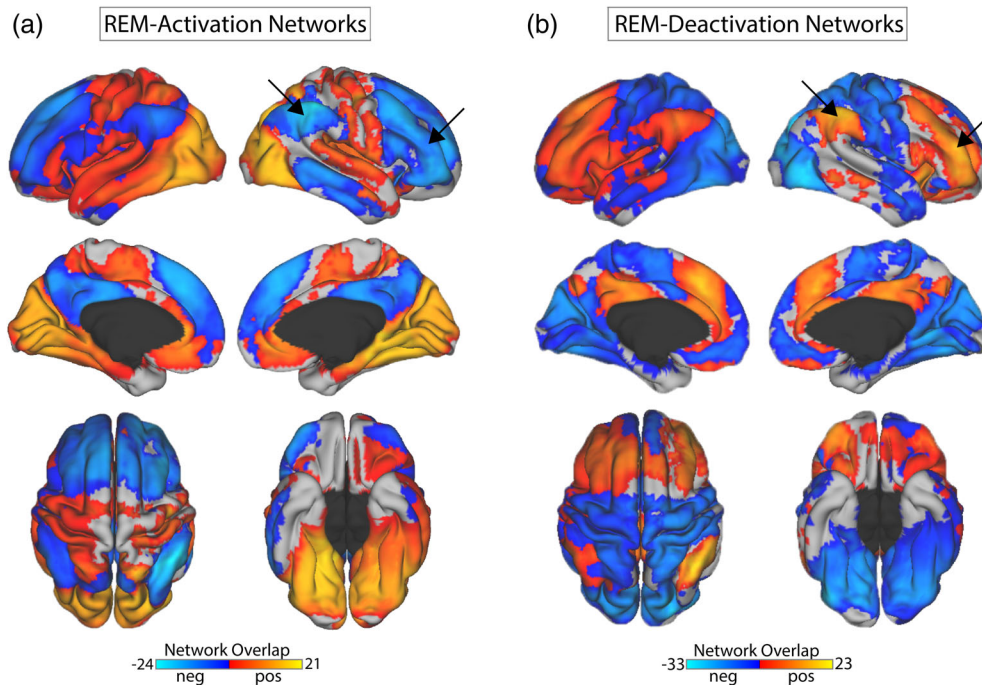 (a)
REM-Activation Networks
(b)
REM-Deactivation Networks
Network Overlap
-24
21
neg
pos
Network Overlap
-33
23
neg
pos